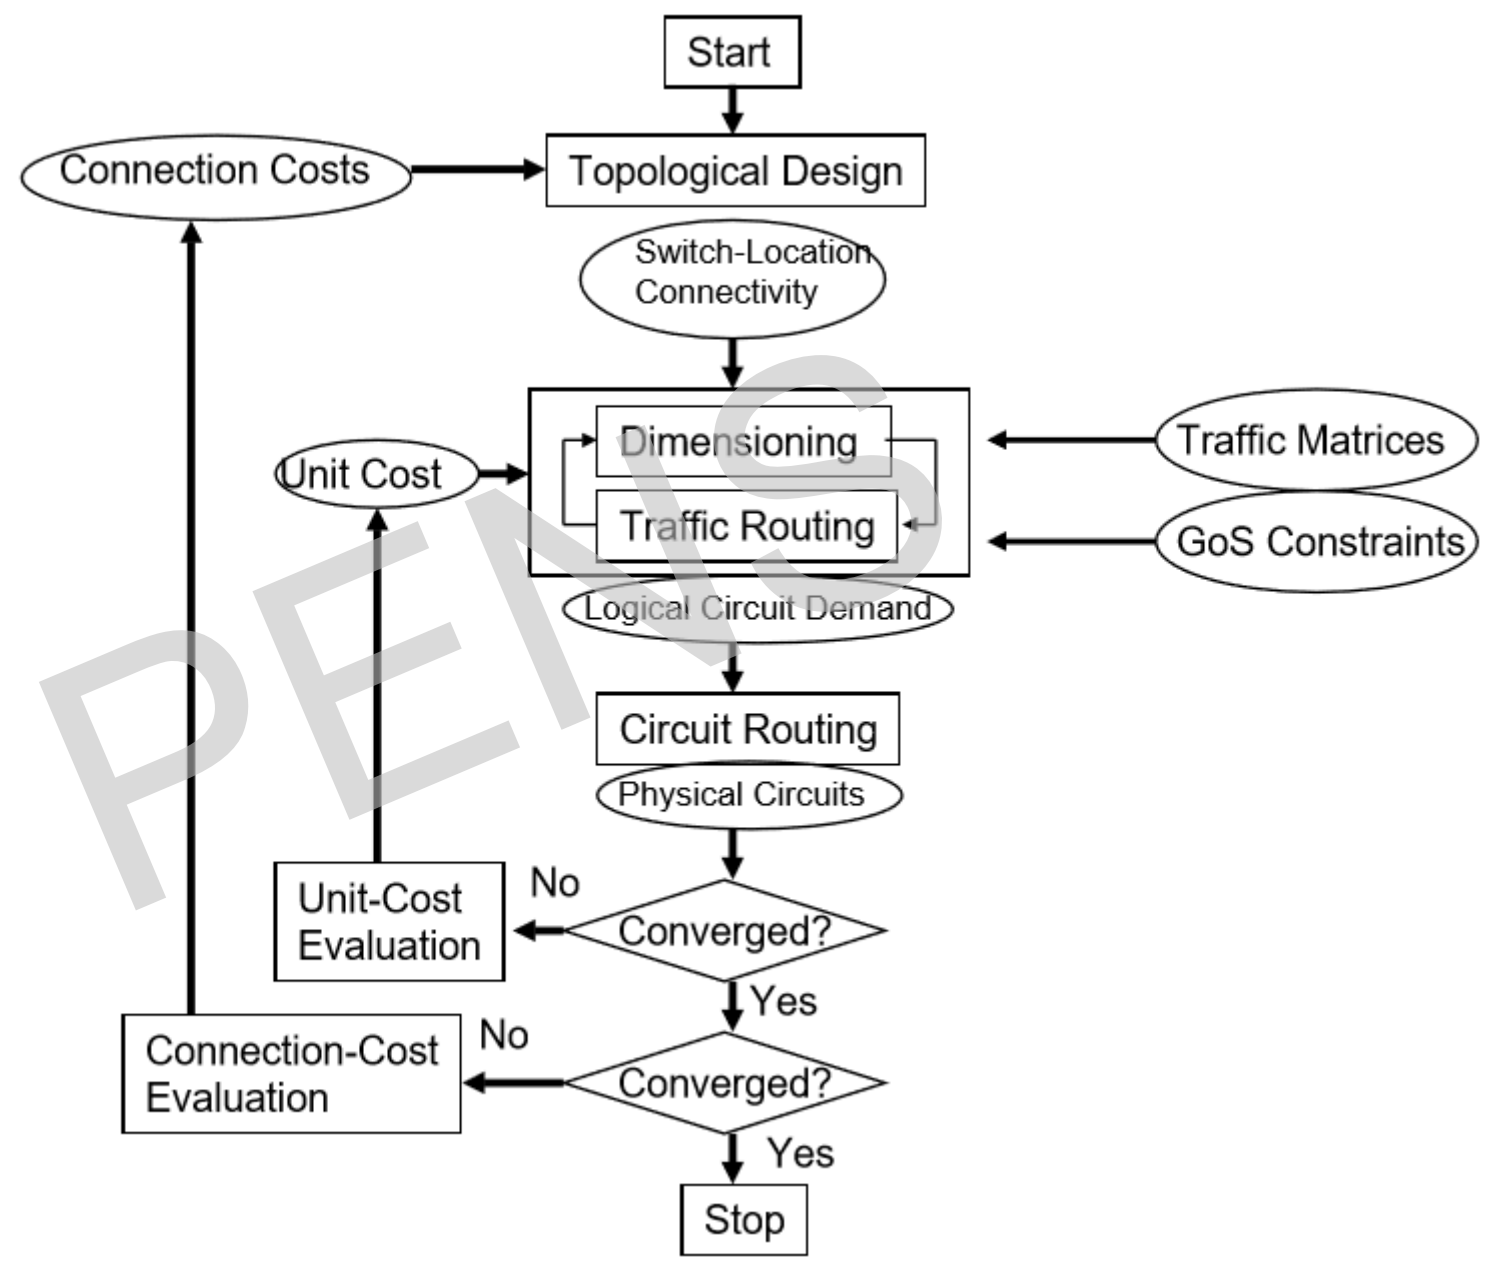 Start
Connection Costs
Topological Design
Switch-Location
Connectivity
Dimensioning
Traffic Matrices
Unit Cost
Traffic Routing
GoS Constraints
Logical Circuit Demand
PENS
Circuit Routing
Physical Circuits
No
Unit-Cost
Evaluation
Converged?
Yes
No
Connection-Cost
Evaluation
Converged?
Yes
Stop